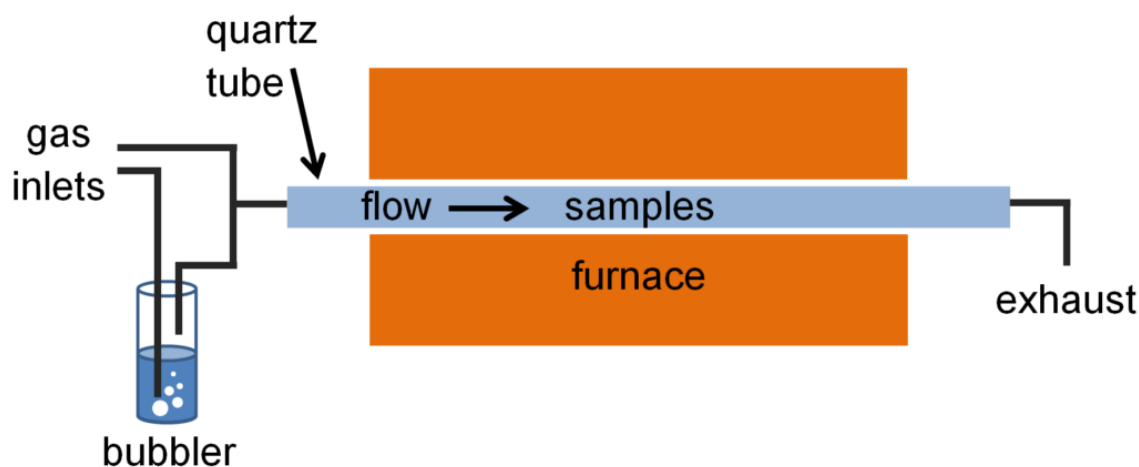 quartz
tube
gas
inlets
flow
samples
furnace
exhaust
bubbler